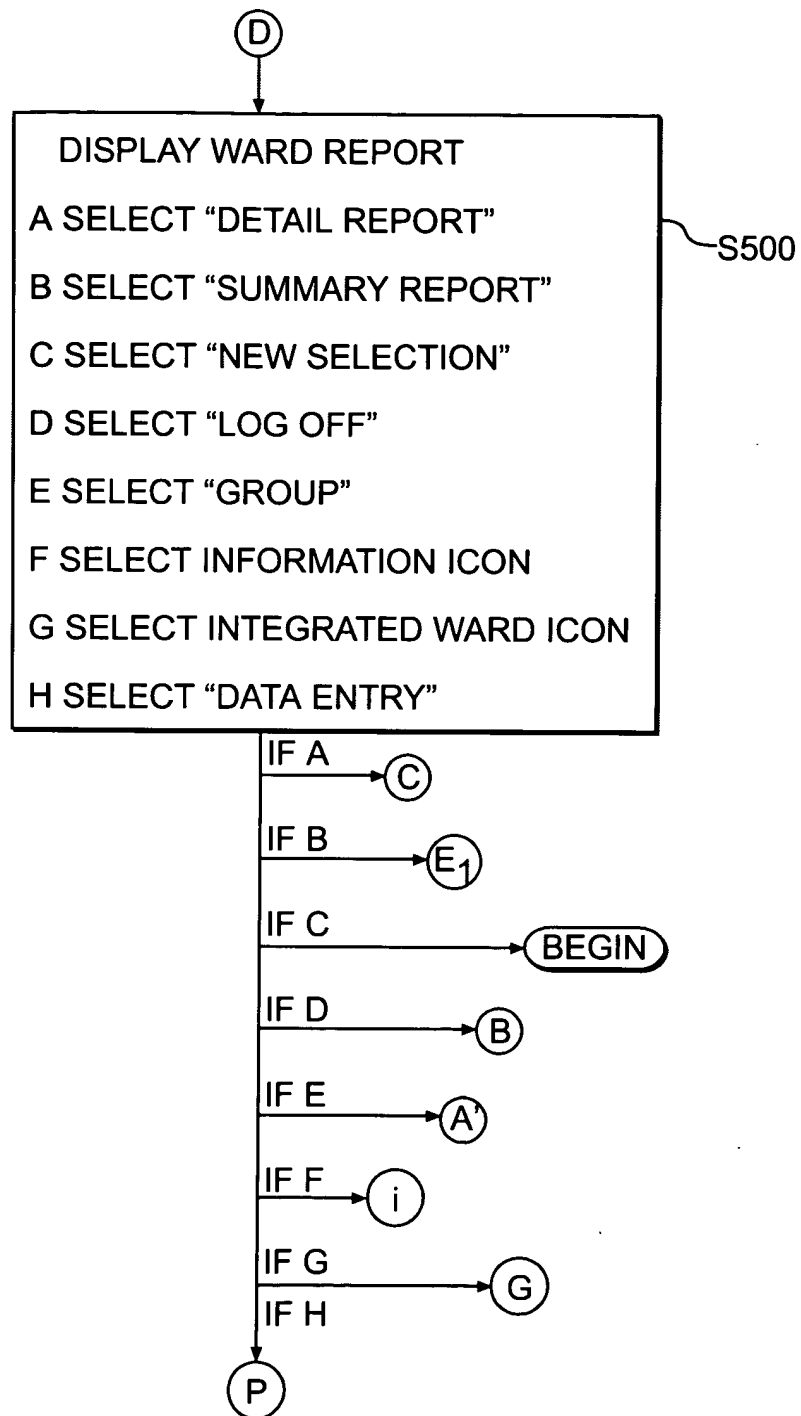 D
DISPLAY WARD REPORT
A SELECT “DETAIL REPORT”
S500
B SELECT “SUMMARY REPORT”
C SELECT “NEW SELECTION”
D SELECT “LOG OFF”
E SELECT “GROUP”
F SELECT INFORMATION ICON
G SELECT INTEGRATED WARD ICON
H SELECT “DATA ENTRY”
IF A
C
IF B
E1
IF C
BEGIN
IF D
B
IF E
A'
IF F
i
IF G
G
IF H
P